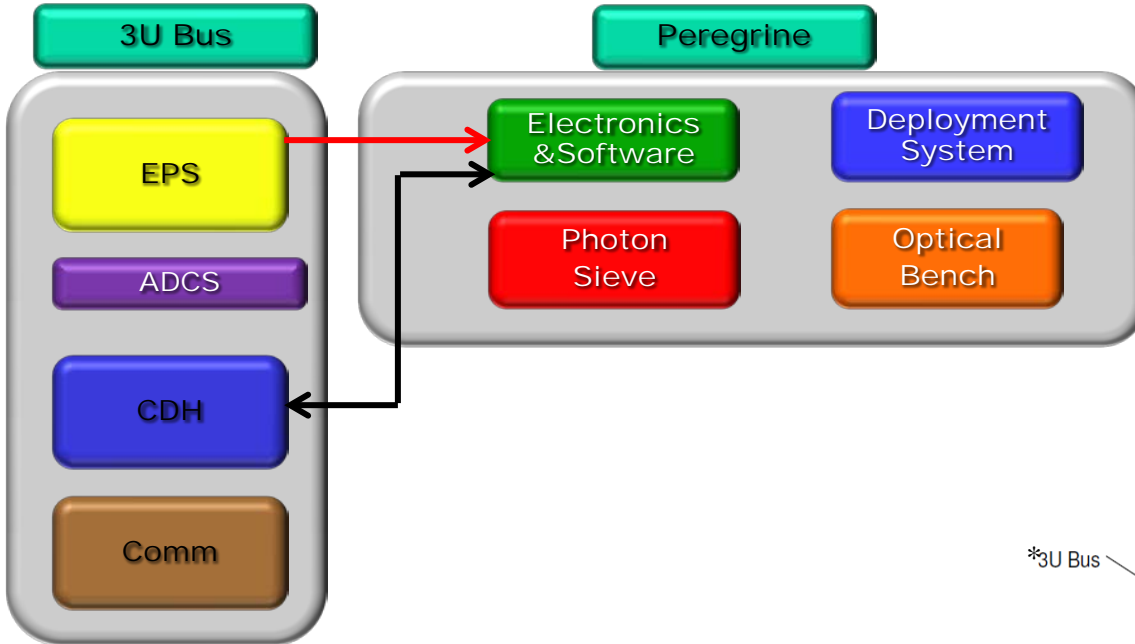 3U Bus
Peregrine
EPS
ADCS
CDH
Comm
Electronics
&Software
Deployment
System
Photon
Sieve
Optical
Bench
*3U Bus